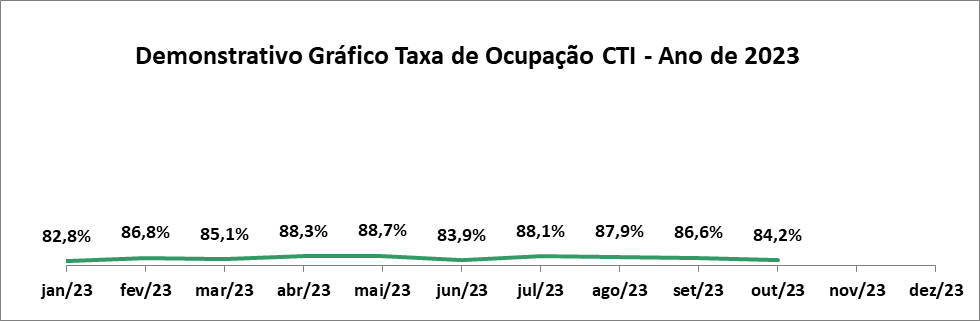 Demonstrativo Gráfico Taxa de Ocupação CTI - Ano de 2023
82,8% 86,8% 85,1% 88,3% 88,7% 83,9% 88,1% 87,9% 86,6% 84,2%
jan/23 fev/23 mar/23 abr/23 mai/23 jun/23 jul/23 ago/23 set/23 out/23 nov/23 dez/23